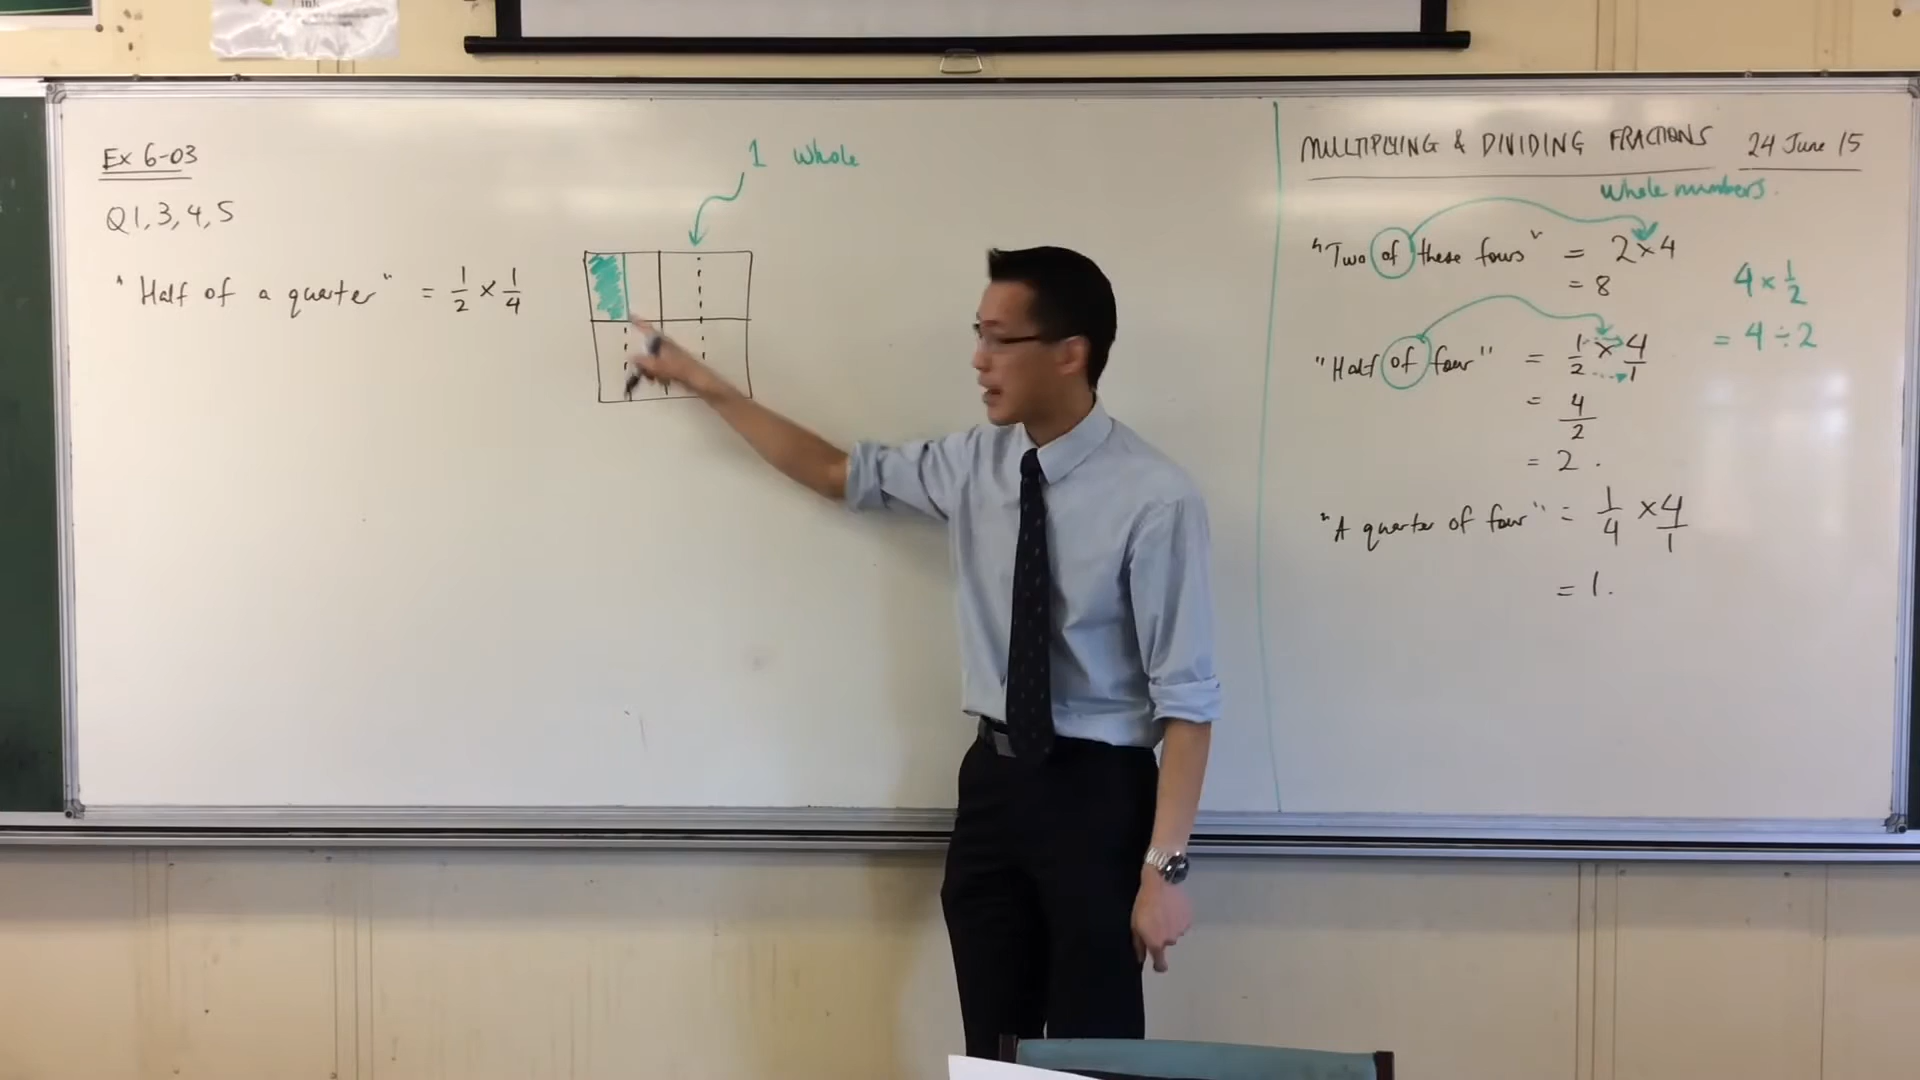 Ex 6-03
Q1, 3, 4, 5
"Half of a quarter" = 1/2 × 1/4
1 whole
MULTIPLYING & DIVIDING FRACTIONS 24 June 15
whole numbers.
"Two of these fours" = 2×4
= 8
4 × 1/2
= 4 ÷ 2
"Half of four" = 1/2 × 4/1
= 4/2
= 2.
"A quarter of four" = 1/4 × 4/1
= 1.